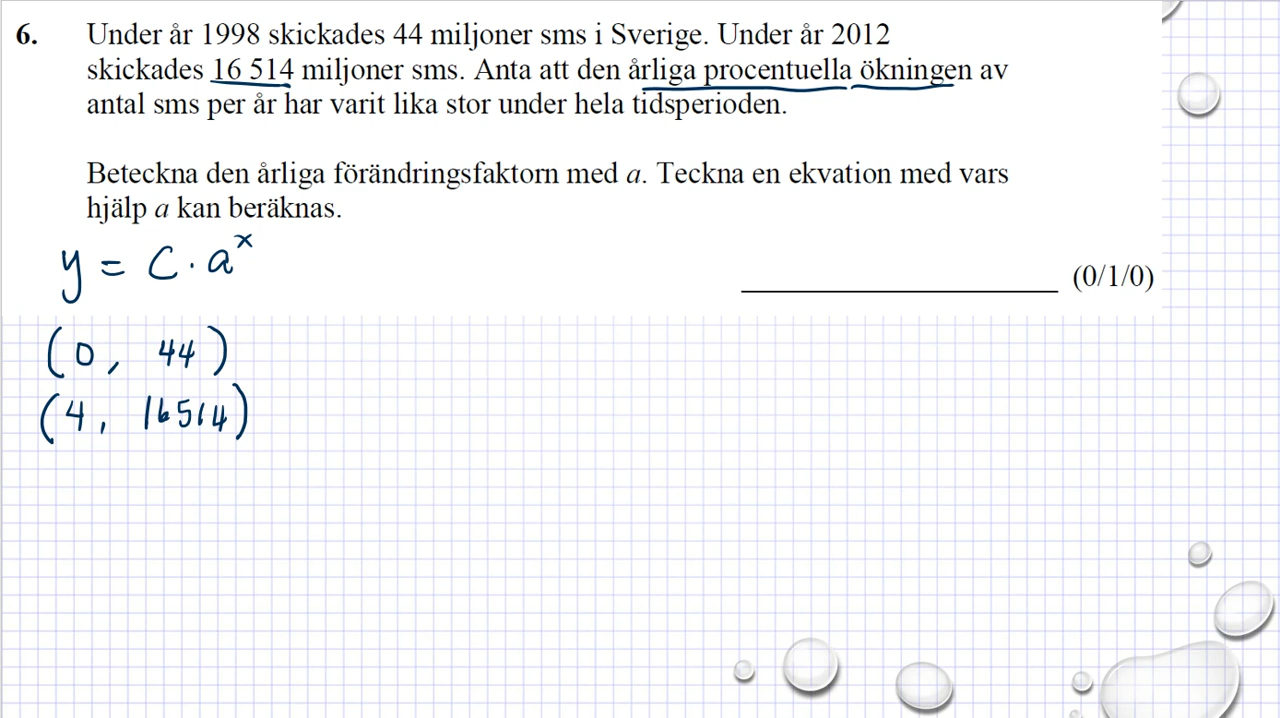 6. Under år 1998 skickades 44 miljoner sms i Sverige. Under år 2012
skickades 16 514 miljoner sms. Anta att den årliga procentuella ökningen av
antal sms per år har varit lika stor under hela tidsperioden.
Beteckna den årliga förändringsfaktorn med a. Teckna en ekvation med vars
hjälp a kan beräknas.
y = C · a^x
(0/1/0)
(0, 44)
(4, 16514)